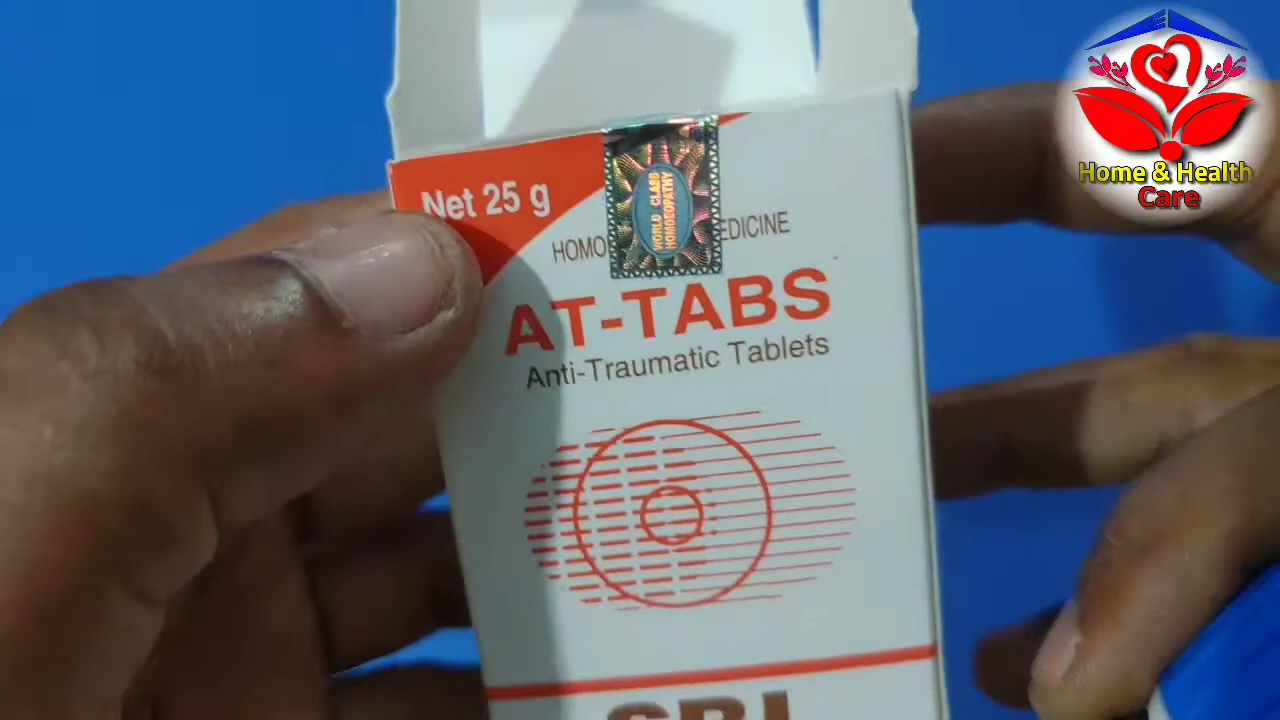 Home & Health
Care
Net 25 g
WORLD CLASS
HOMOEOPATHY
HOMO EDICINE
AT-TABS
Anti-Traumatic Tablets